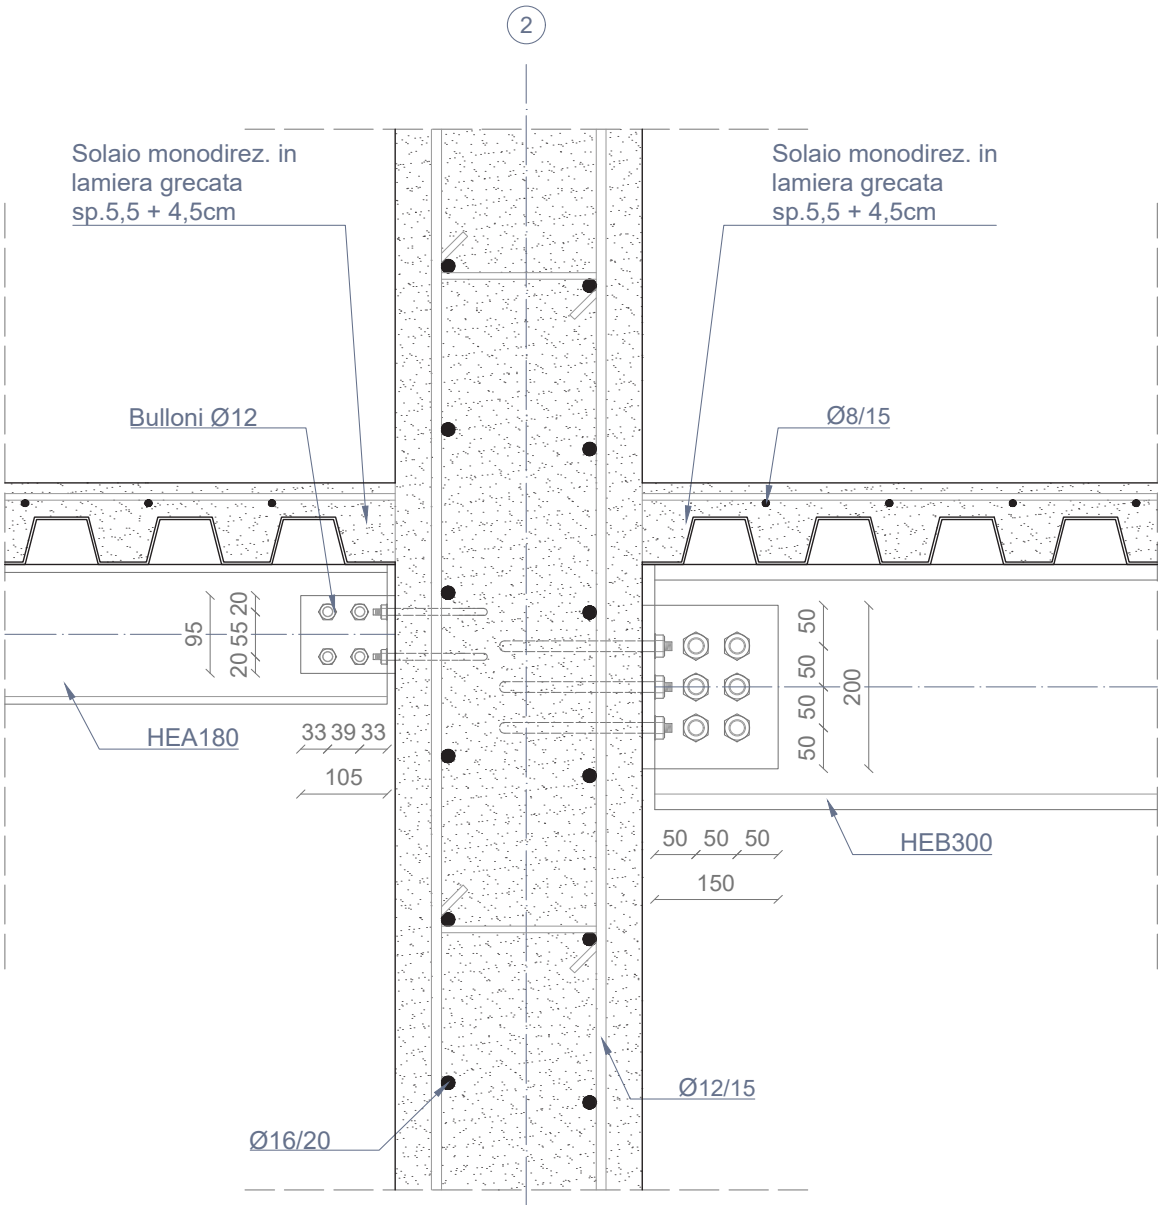 2
Solaio monodirez. in
lamiera grecata
sp.5,5 + 4,5cm
Solaio monodirez. in
lamiera grecata
sp.5,5 + 4,5cm
Bulloni Ø12
Ø8/15
95
20
55
20
50
50
50
50
200
HEA180
33 39 33
105
HEB300
50 50 50
150
Ø12/15
Ø16/20